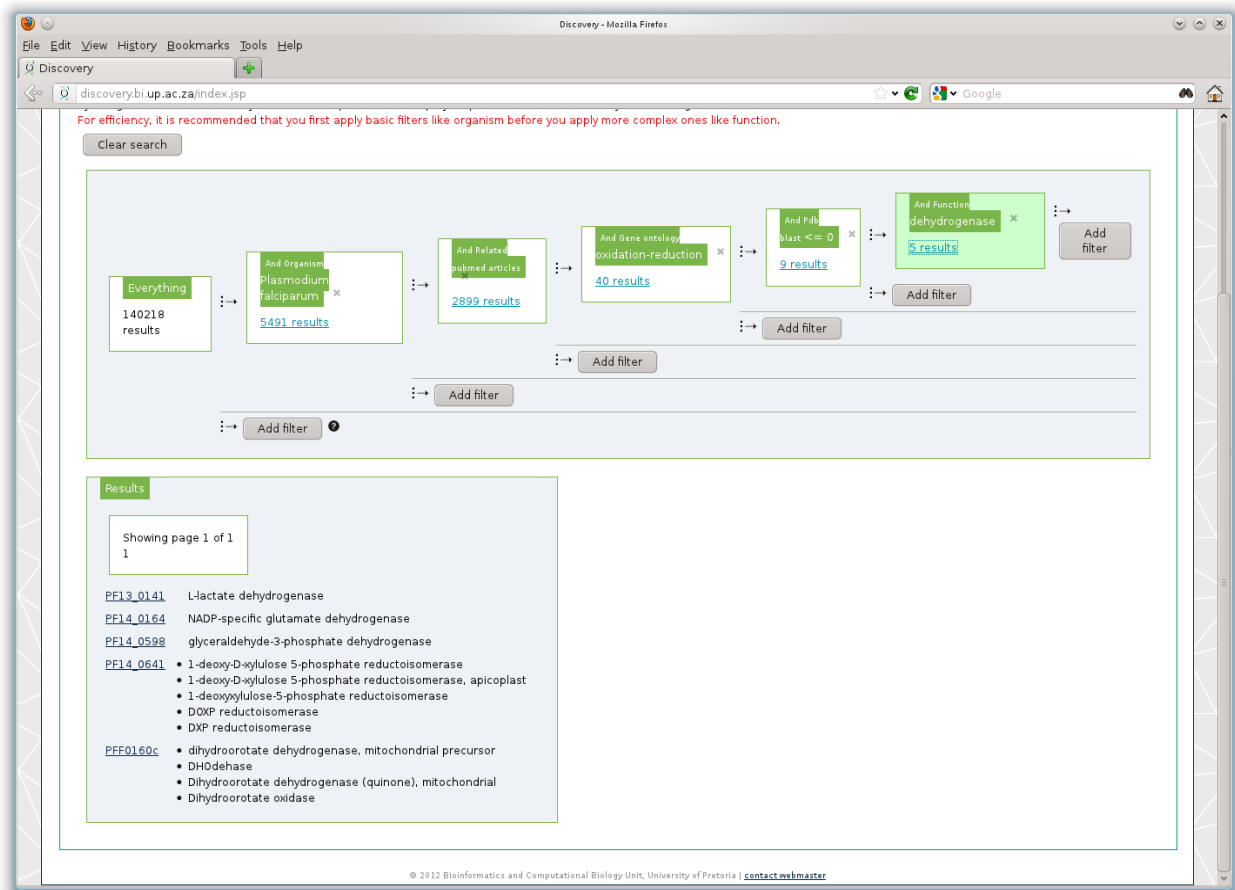 Discovery - Mozilla Firefox
File Edit View History Bookmarks Tools Help
Discovery
discovery.bi.up.ac.za/index.jsp
Google
For efficiency, it is recommended that you first apply basic filters like organism before you apply more complex ones like function.
Clear search
Everything
140218
results
And Organism
Plasmodium
falciparum
5491 results
And Related
pubmed articles
2899 results
And Gene ontology
oxidation-reduction
40 results
And Pdb
blast <= 0
9 results
And Function
dehydrogenase
5 results
Add
filter
Add filter
Add filter
Add filter
Add filter
Add filter ?
Results
Showing page 1 of 1
1
PF13_0141 L-lactate dehydrogenase
PF14_0164 NADP-specific glutamate dehydrogenase
PF14_0598 glyceraldehyde-3-phosphate dehydrogenase
PF14_0641 • 1-deoxy-D-xylulose 5-phosphate reductoisomerase
• 1-deoxy-D-xylulose 5-phosphate reductoisomerase, apicoplast
• 1-deoxyxylulose-5-phosphate reductoisomerase
• DOXP reductoisomerase
• DXP reductoisomerase
PFF0160c • dihydroorotate dehydrogenase, mitochondrial precursor
• DHOdehase
• Dihydroorotate dehydrogenase (quinone), mitochondrial
• Dihydroorotate oxidase
© 2012 Bioinformatics and Computational Biology Unit, University of Pretoria | contact webmaster